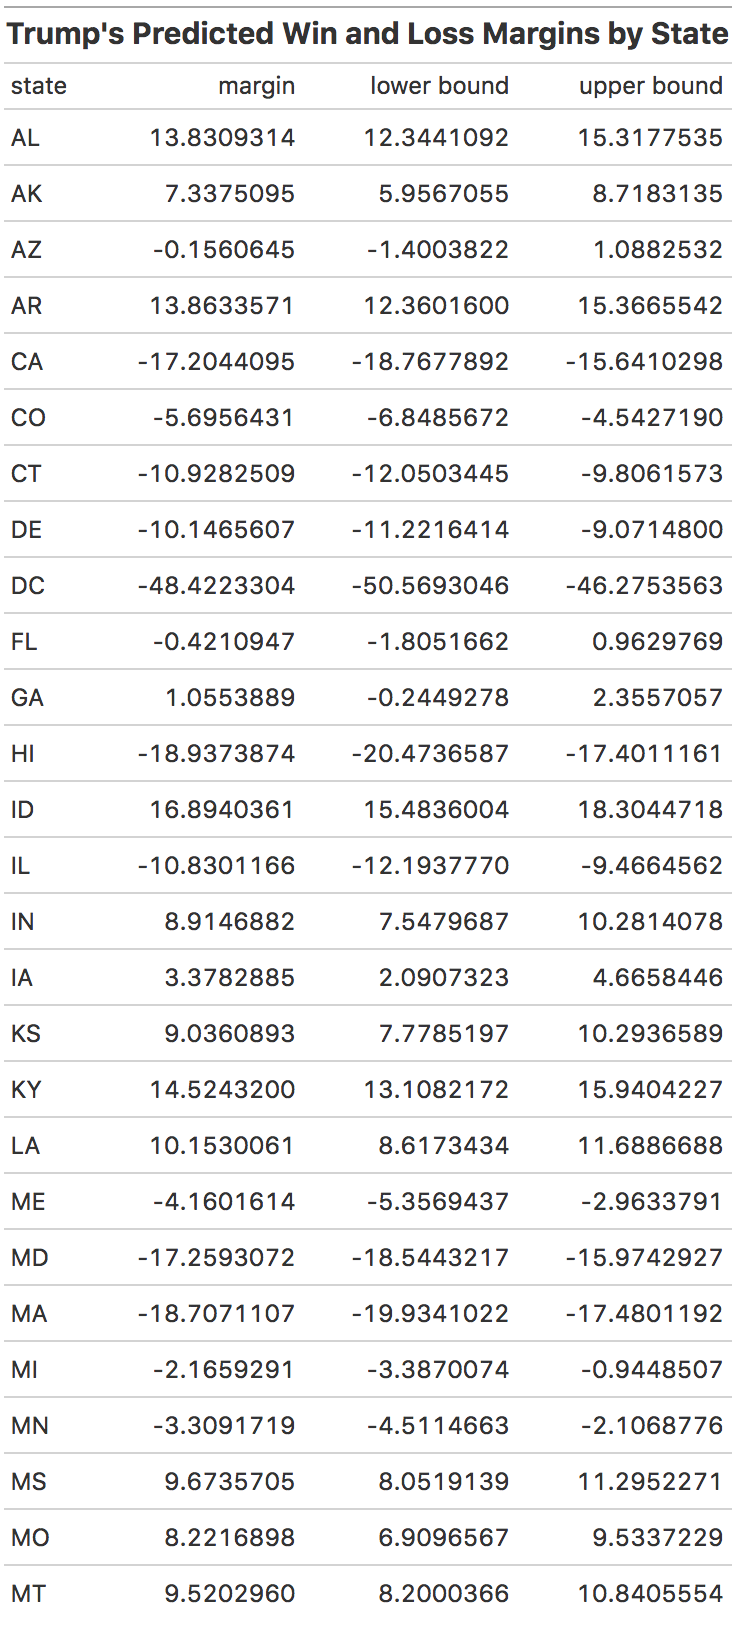 Trump's Predicted Win and Loss Margins by State
state margin lower bound upper bound
AL 13.8309314 12.3441092 15.3177535
AK 7.3375095 5.9567055 8.7183135
AZ -0.1560645 -1.4003822 1.0882532
AR 13.8633571 12.3601600 15.3665542
CA -17.2044095 -18.7677892 -15.6410298
CO -5.6956431 -6.8485672 -4.5427190
CT -10.9282509 -12.0503445 -9.8061573
DE -10.1465607 -11.2216414 -9.0714800
DC -48.4223304 -50.5693046 -46.2753563
FL -0.4210947 -1.8051662 0.9629769
GA 1.0553889 -0.2449278 2.3557057
HI -18.9373874 -20.4736587 -17.4011161
ID 16.8940361 15.4836004 18.3044718
IL -10.8301166 -12.1937770 -9.4664562
IN 8.9146882 7.5479687 10.2814078
IA 3.3782885 2.0907323 4.6658446
KS 9.0360893 7.7785197 10.2936589
KY 14.5243200 13.1082172 15.9404227
LA 10.1530061 8.6173434 11.6886688
ME -4.1601614 -5.3569437 -2.9633791
MD -17.2593072 -18.5443217 -15.9742927
MA -18.7071107 -19.9341022 -17.4801192
MI -2.1659291 -3.3870074 -0.9448507
MN -3.3091719 -4.5114663 -2.1068776
MS 9.6735705 8.0519139 11.2952271
MO 8.2216898 6.9096567 9.5337229
MT 9.5202960 8.2000366 10.8405554